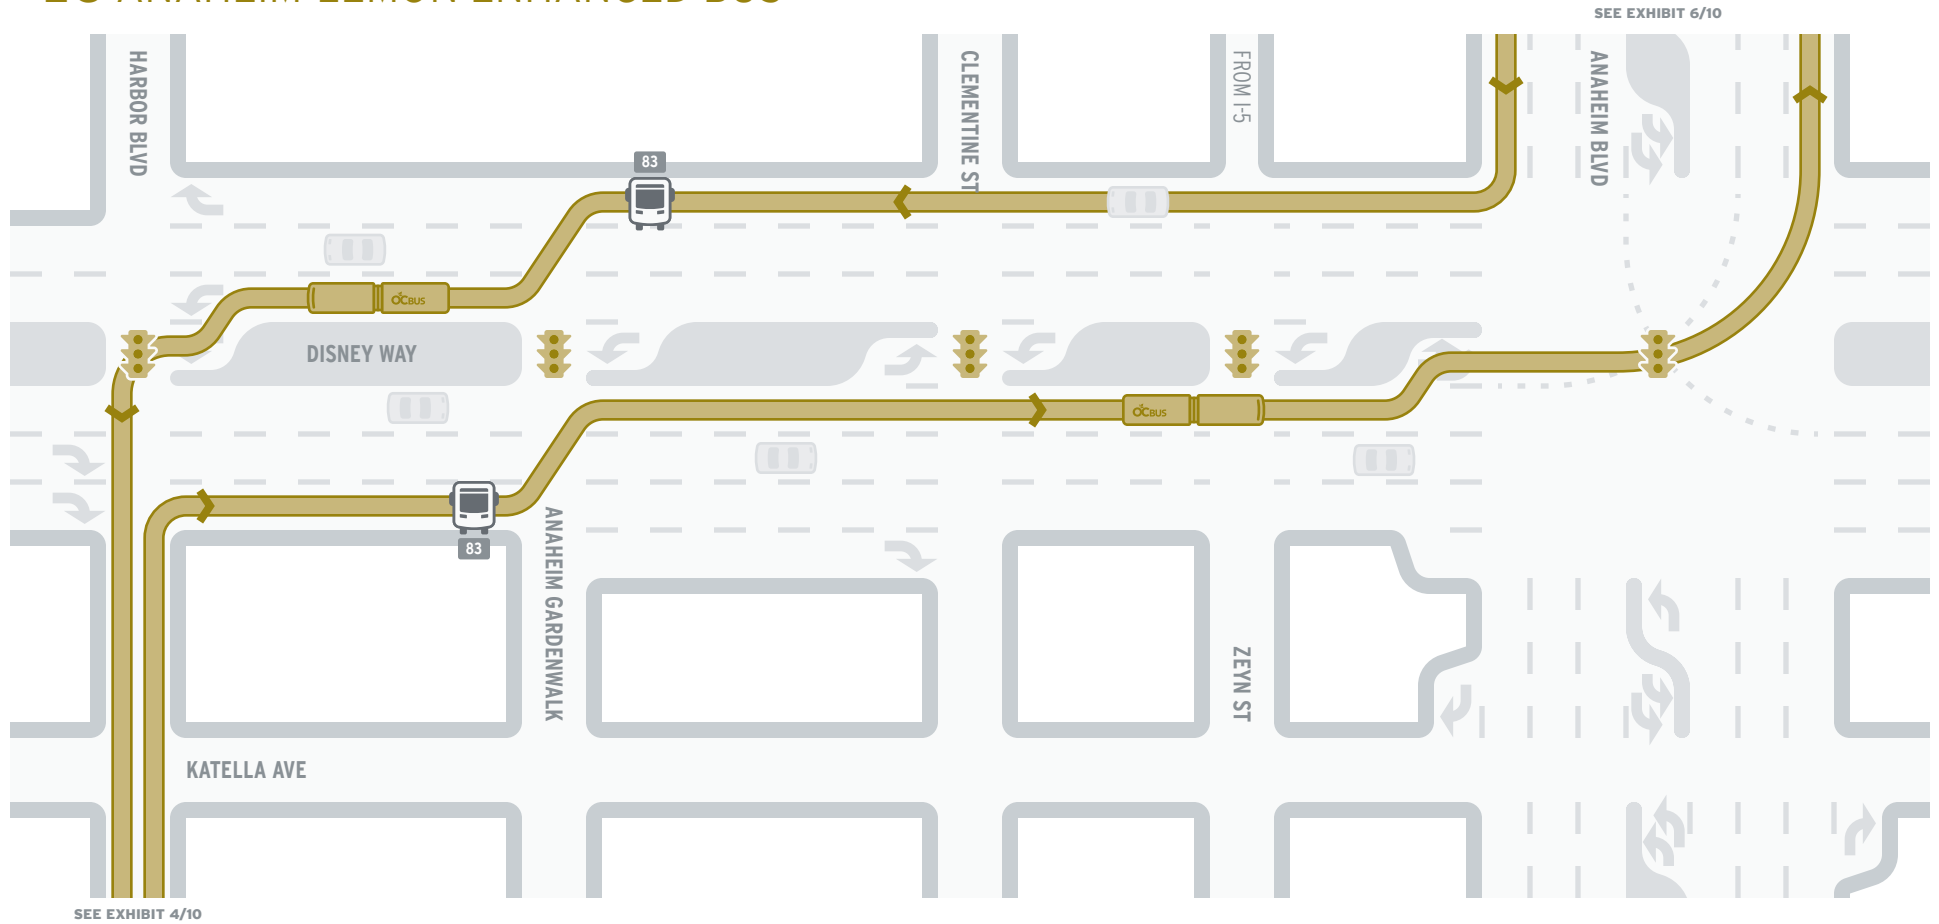 SEE EXHIBIT 6/10
HARBOR BLVD
CLEMENTINE ST
FROM I-5
ANAHEIM BLVD
83
OCBUS
DISNEY WAY
OCBUS
83
ANAHEIM GARDENWALK
ZEYN ST
KATELLA AVE
SEE EXHIBIT 4/10